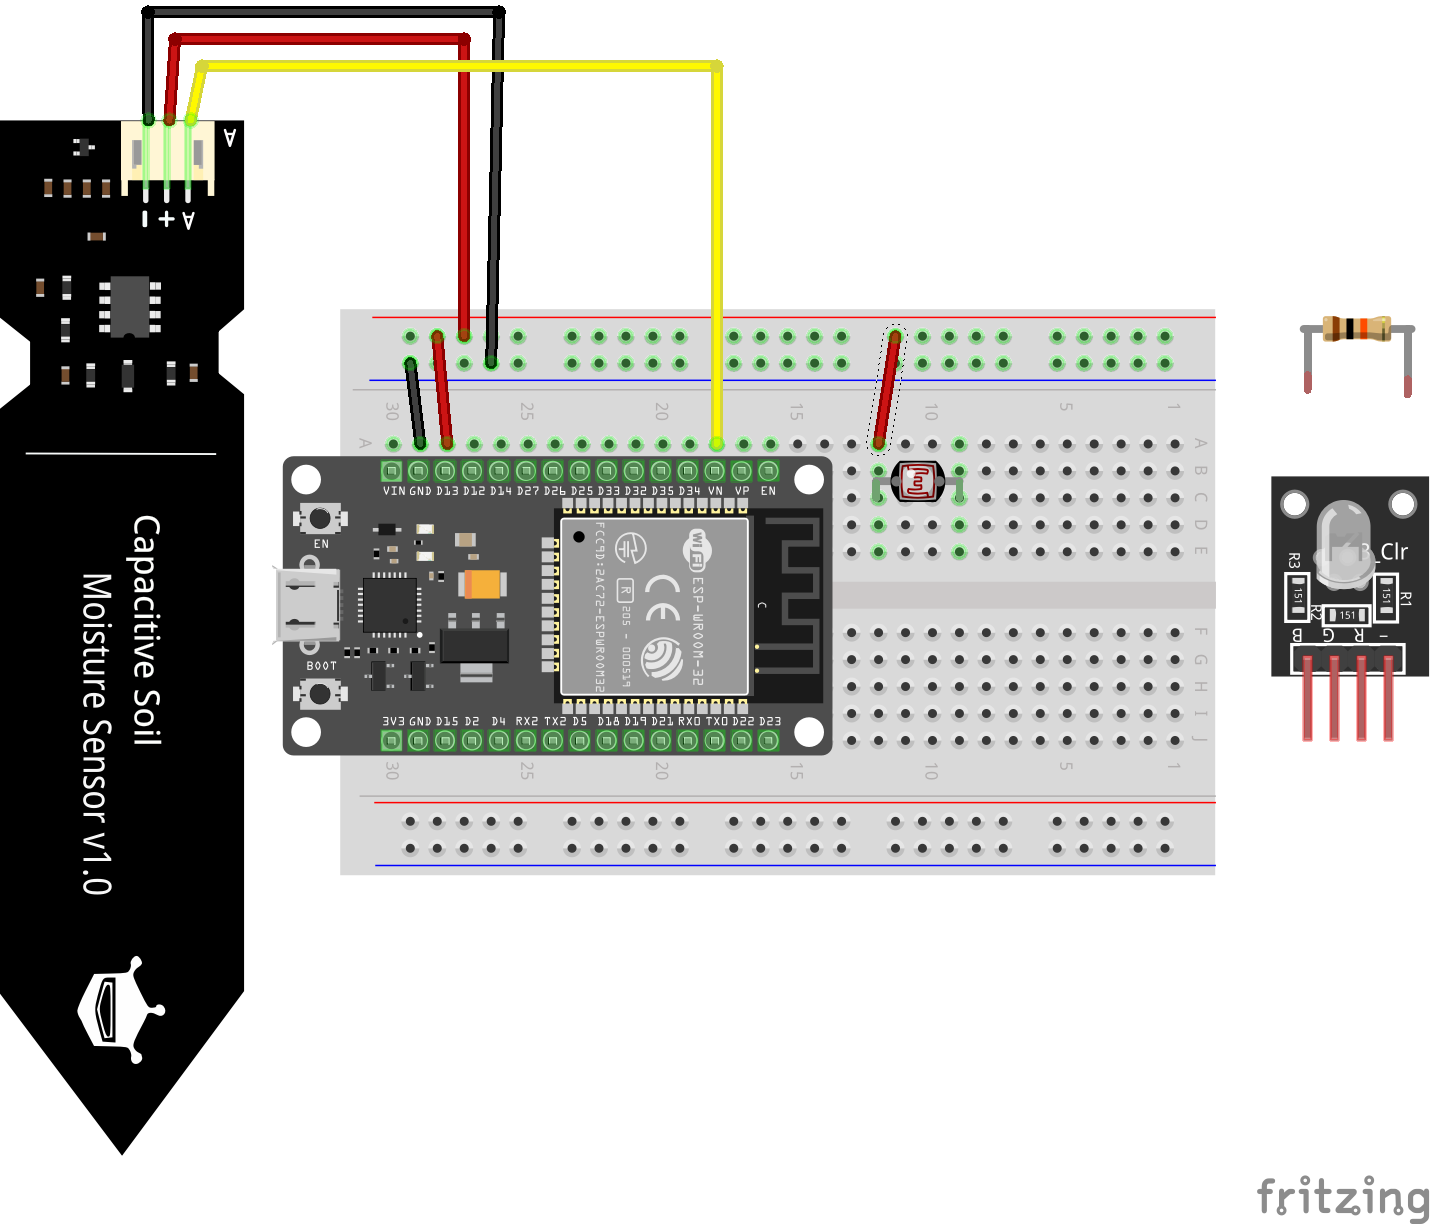 A
- + A
30 25 20 15 10 5 1
A A
B
C
D
E
VIN GND D13 D12 D14 D27 D26 D25 D33 D32 D35 D34 VN VP EN
EN
BOOT
Capacitive Soil
Moisture Sensor v1.0
WiFi
ESP-WROOM-32
CE
R
205 - 000519
FCC ID:2AC7Z-ESPWROOM32
C
F
G
H
I
J
3V3 GND D15 D2 D4 RX2 TX2 D5 D18 D19 D21 RX0 TX0 D22 D23
30 25 20 15 10 5 1
R3
151
R2
151
R1
151
B G R -
fritzing